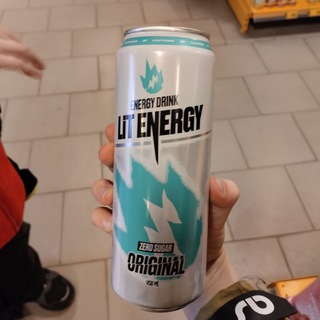 ENERGY DRINK
LiT ENERGY
ZERO SUGAR
ORIGINAL